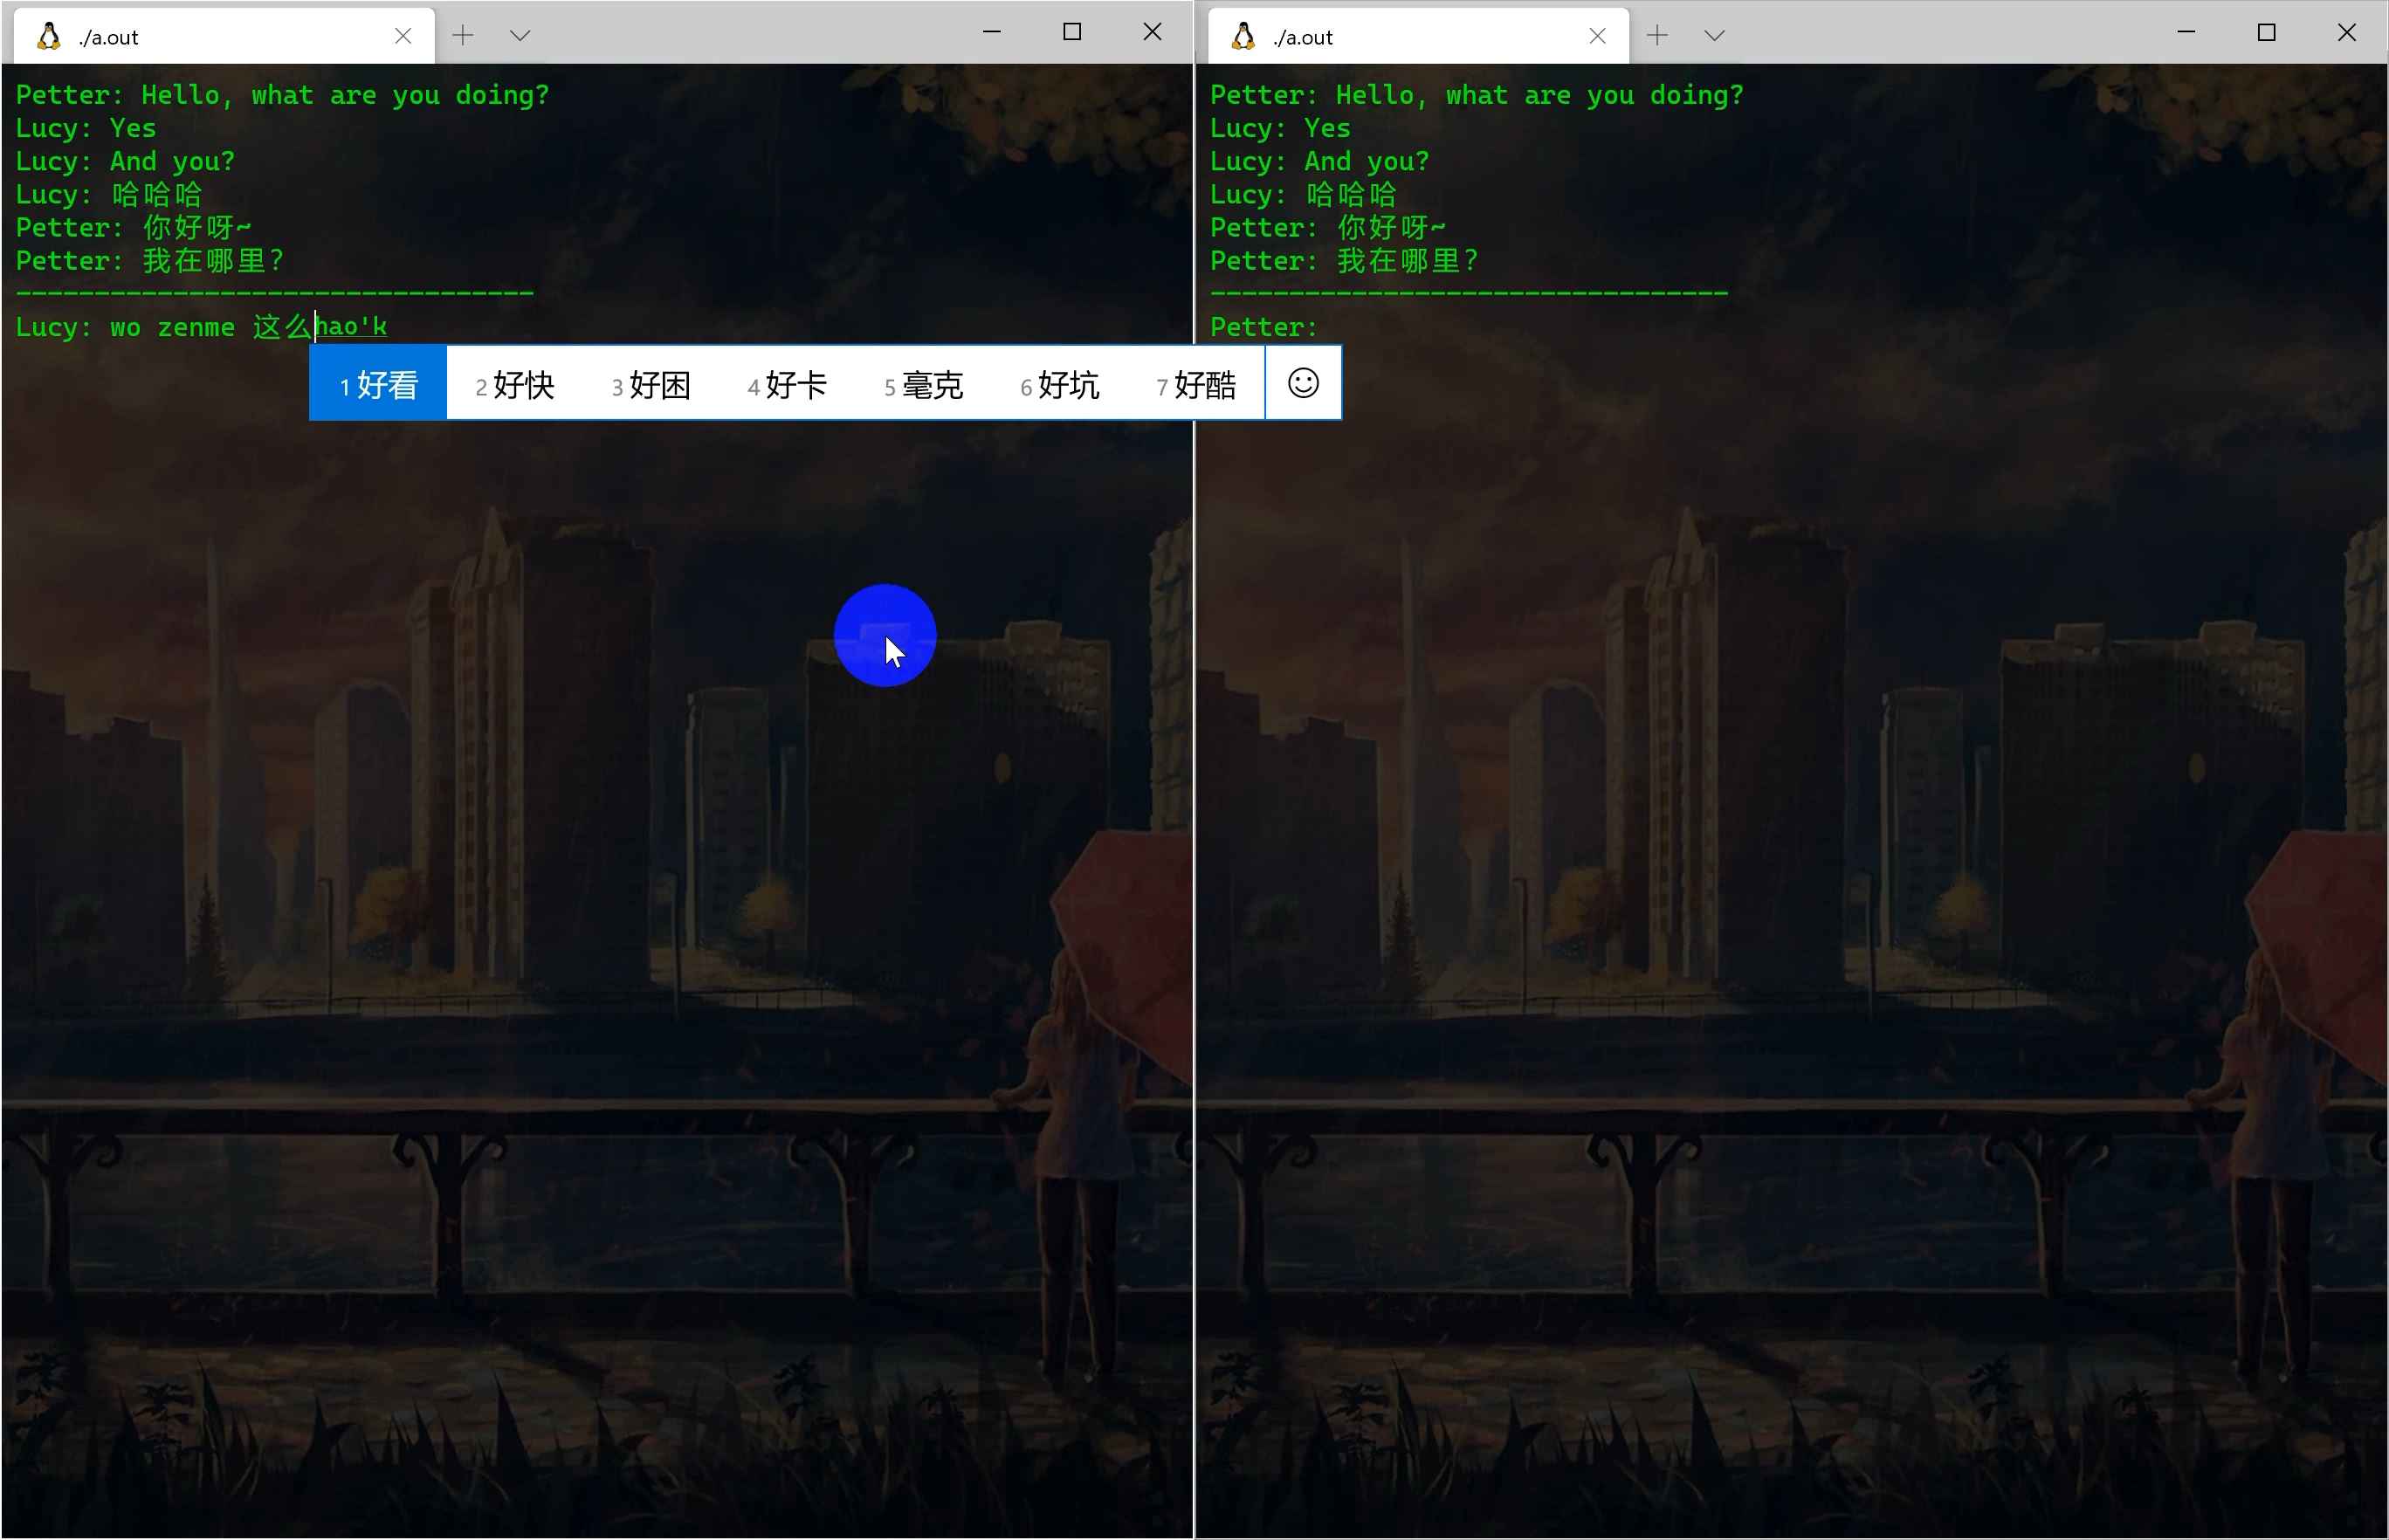 ./a.out
Petter: Hello, what are you doing?
Lucy: Yes
Lucy: And you?
Lucy: 哈哈哈
Petter: 你好呀~
Petter: 我在哪里?
---------------------------------
Lucy: wo zenme 这么hao'k
1 好看 2 好快 3 好困 4 好卡 5 毫克 6 好坑 7 好酷
./a.out
Petter: Hello, what are you doing?
Lucy: Yes
Lucy: And you?
Lucy: 哈哈哈
Petter: 你好呀~
Petter: 我在哪里?
---------------------------------
Petter: